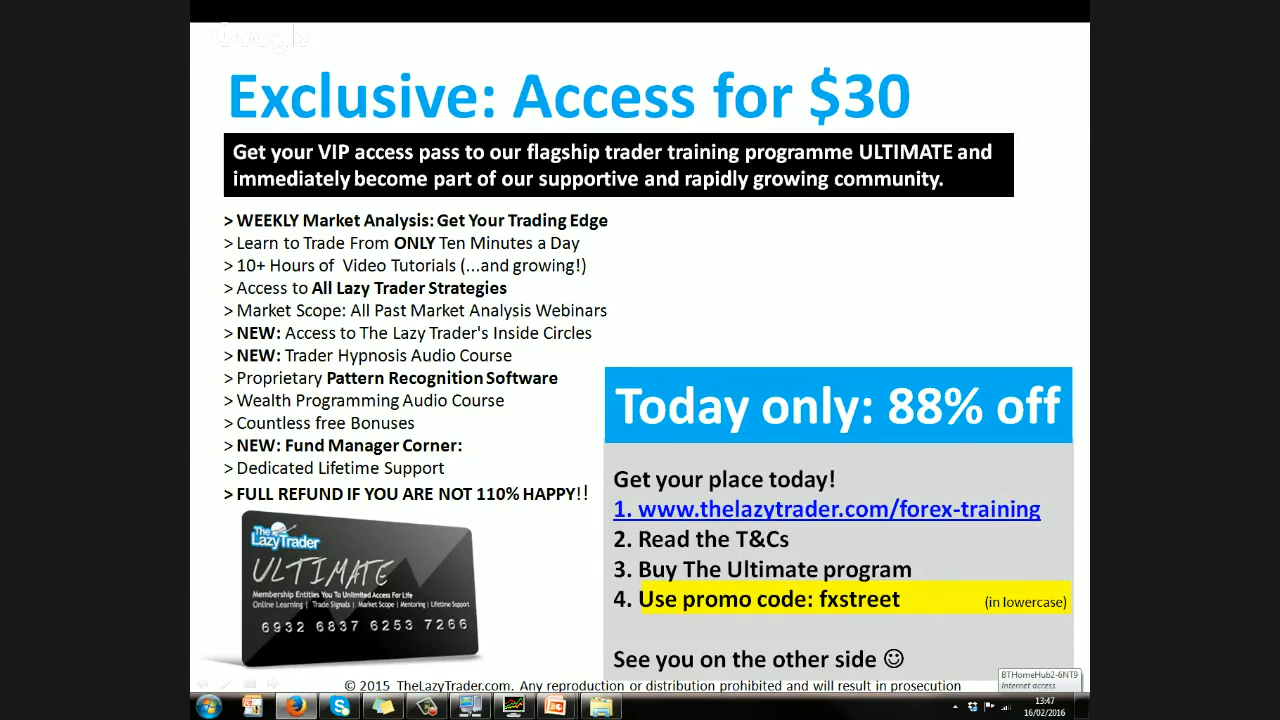 Google
Exclusive: Access for $30
Get your VIP access pass to our flagship trader training programme ULTIMATE and
immediately become part of our supportive and rapidly growing community.
> WEEKLY Market Analysis: Get Your Trading Edge
> Learn to Trade From ONLY Ten Minutes a Day
> 10+ Hours of Video Tutorials (...and growing!)
> Access to All Lazy Trader Strategies
> Market Scope: All Past Market Analysis Webinars
> NEW: Access to The Lazy Trader's Inside Circles
> NEW: Trader Hypnosis Audio Course
> Proprietary Pattern Recognition Software
> Wealth Programming Audio Course
> Countless free Bonuses
> NEW: Fund Manager Corner:
> Dedicated Lifetime Support
> FULL REFUND IF YOU ARE NOT 110% HAPPY!!
The
LazyTrader
ULTIMATE
Membership Entitles You To Unlimited Access For Life
Online Learning | Trade Signals | Market Scope | Mentoring | Lifetime Support
6932 6837 6253 7266
Today only: 88% off
Get your place today!
1. www.thelazytrader.com/forex-training
2. Read the T&Cs
3. Buy The Ultimate program
4. Use promo code: fxstreet (in lowercase)
See you on the other side ☺
© 2015 TheLazyTrader.com. Any reproduction or distribution prohibited and will result in prosecution
BTHomeHub2-6NT9
Internet access
13:47
16/02/2016